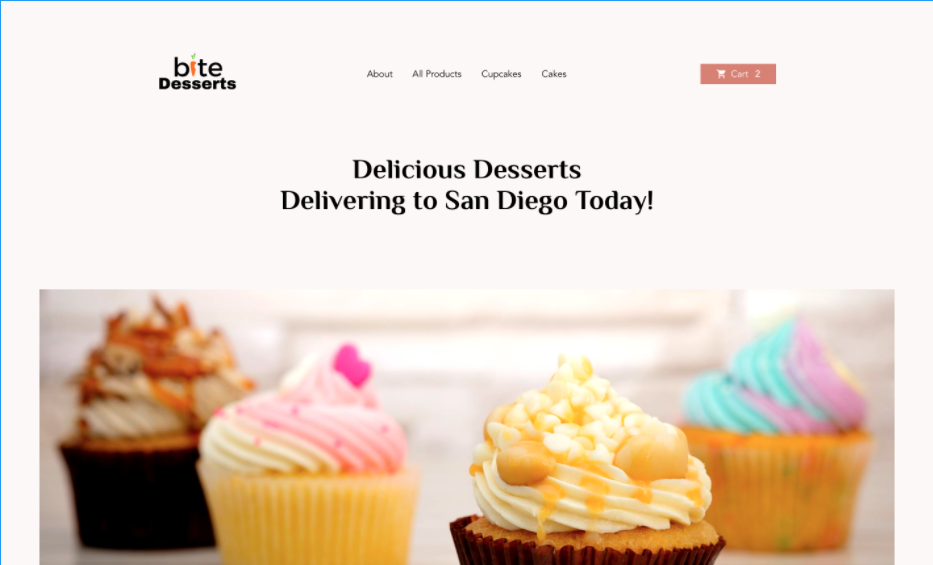 bite
Desserts
About
All Products
Cupcakes
Cakes
Cart 2
Delicious Desserts
Delivering to San Diego Today!